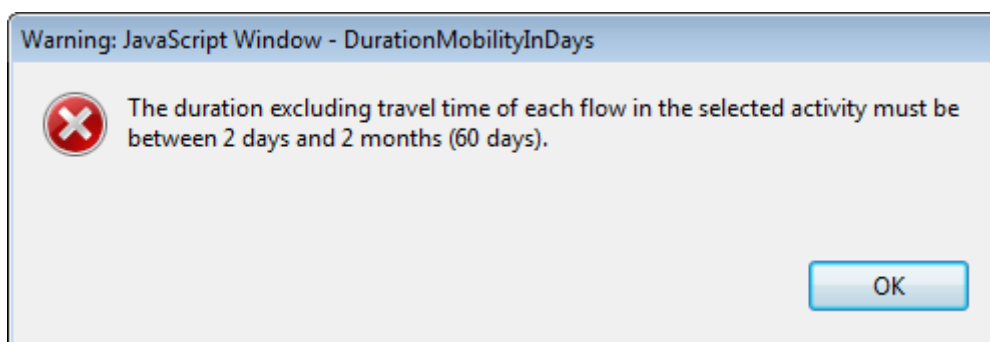 Warning: JavaScript Window - DurationMobilityInDays
The duration excluding travel time of each flow in the selected activity must be
between 2 days and 2 months (60 days).
OK